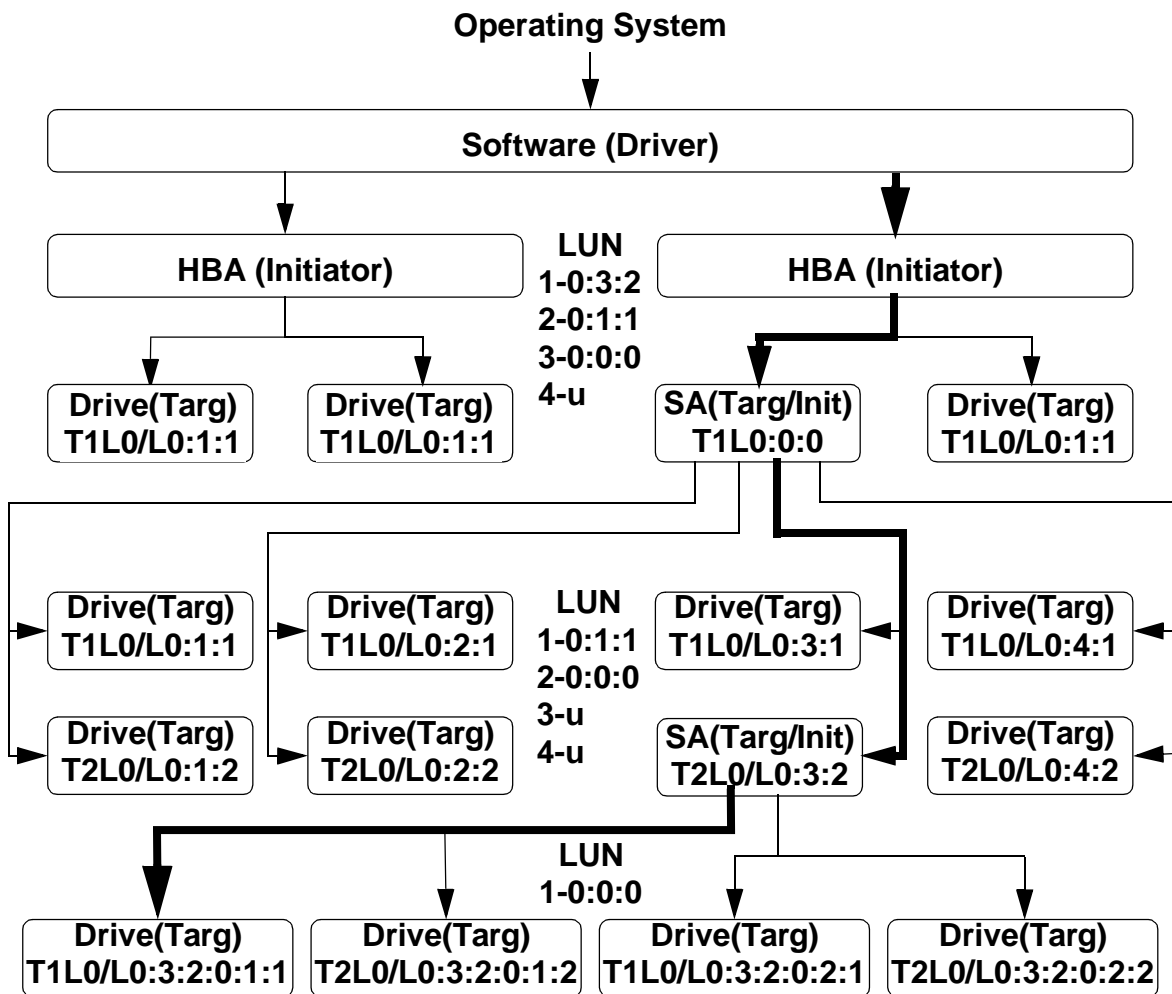 Operating System
Software (Driver)
HBA (Initiator)
LUN
1-0:3:2
2-0:1:1
3-0:0:0
4-u
HBA (Initiator)
Drive(Targ)
T1L0/L0:1:1
Drive(Targ)
T1L0/L0:1:1
SA(Targ/Init)
T1L0:0:0
Drive(Targ)
T1L0/L0:1:1
Drive(Targ)
T1L0/L0:1:1
Drive(Targ)
T1L0/L0:2:1
LUN
1-0:1:1
2-0:0:0
3-u
4-u
Drive(Targ)
T1L0/L0:3:1
Drive(Targ)
T1L0/L0:4:1
Drive(Targ)
T2L0/L0:1:2
Drive(Targ)
T2L0/L0:2:2
SA(Targ/Init)
T2L0/L0:3:2
Drive(Targ)
T2L0/L0:4:2
LUN
1-0:0:0
Drive(Targ)
T1L0/L0:3:2:0:1:1
Drive(Targ)
T2L0/L0:3:2:0:1:2
Drive(Targ)
T1L0/L0:3:2:0:2:1
Drive(Targ)
T2L0/L0:3:2:0:2:2